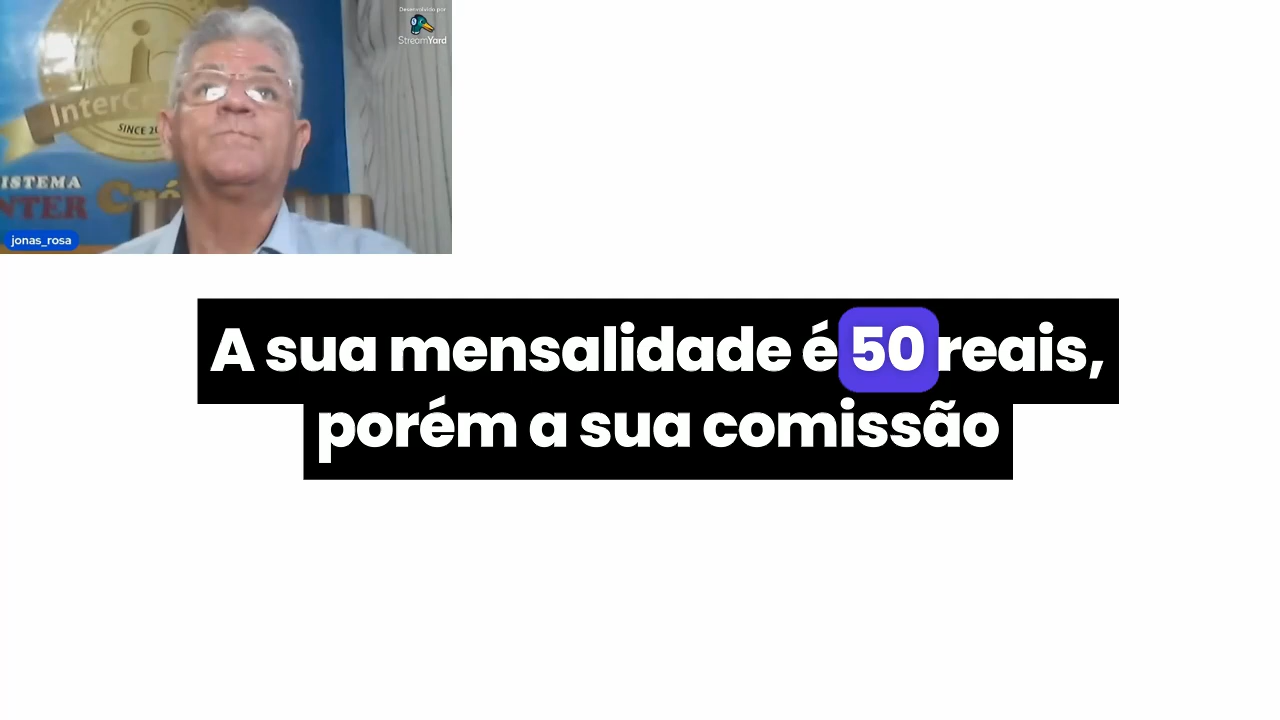 Desenvolvido por
StreamYard
InterCr
SINCE 20
ISTEMA
NTER
jonas_rosa
A sua mensalidade é 50 reais,
porém a sua comissão